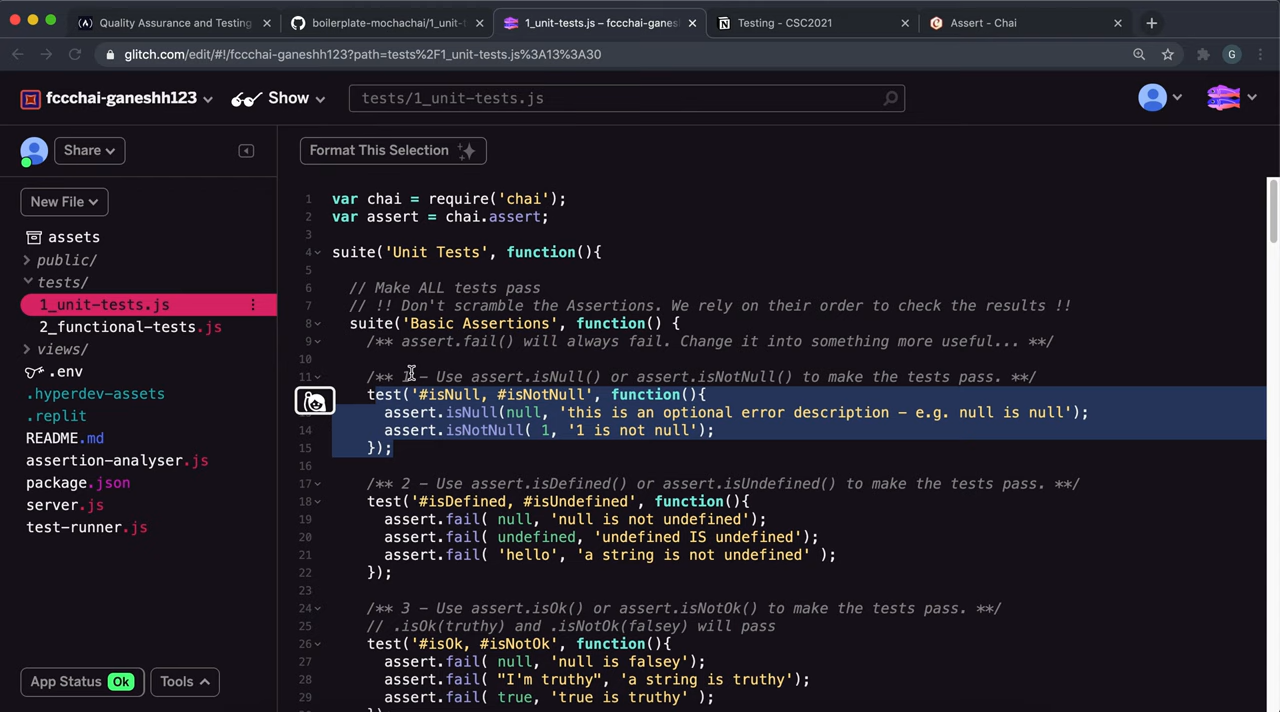 Quality Assurance and Testing
boilerplate-mochachai/1_unit-t
1_unit-tests.js – fccchai-ganesh
Testing - CSC2021
Assert - Chai
glitch.com/edit/#!/fccchai-ganeshh123?path=tests%2F1_unit-tests.js%3A13%3A30
G
fccchai-ganeshh123
Show
tests/1_unit-tests.js
Share
Format This Selection
New File
assets
public/
tests/
1_unit-tests.js
2_functional-tests.js
views/
.env
.hyperdev-assets
.replit
README.md
assertion-analyser.js
package.json
server.js
test-runner.js
App Status Ok
Tools
1 var chai = require('chai');
2 var assert = chai.assert;
3
4 suite('Unit Tests', function(){
5
6 // Make ALL tests pass
7 // !! Don't scramble the Assertions. We rely on their order to check the results !!
8 suite('Basic Assertions', function() {
9 /** assert.fail() will always fail. Change it into something more useful... **/
10
11 /** 1 - Use assert.isNull() or assert.isNotNull() to make the tests pass. **/
test('#isNull, #isNotNull', function(){
assert.isNull(null, 'this is an optional error description - e.g. null is null');
14 assert.isNotNull( 1, '1 is not null');
15 });
16
17 /** 2 - Use assert.isDefined() or assert.isUndefined() to make the tests pass. **/
18 test('#isDefined, #isUndefined', function(){
19 assert.fail( null, 'null is not undefined');
20 assert.fail( undefined, 'undefined IS undefined');
21 assert.fail( 'hello', 'a string is not undefined' );
22 });
23
24 /** 3 - Use assert.isOk() or assert.isNotOk() to make the tests pass. **/
25 // .isOk(truthy) and .isNotOk(falsey) will pass
26 test('#isOk, #isNotOk', function(){
27 assert.fail( null, 'null is falsey');
28 assert.fail( "I'm truthy", 'a string is truthy');
29 assert.fail( true, 'true is truthy' );